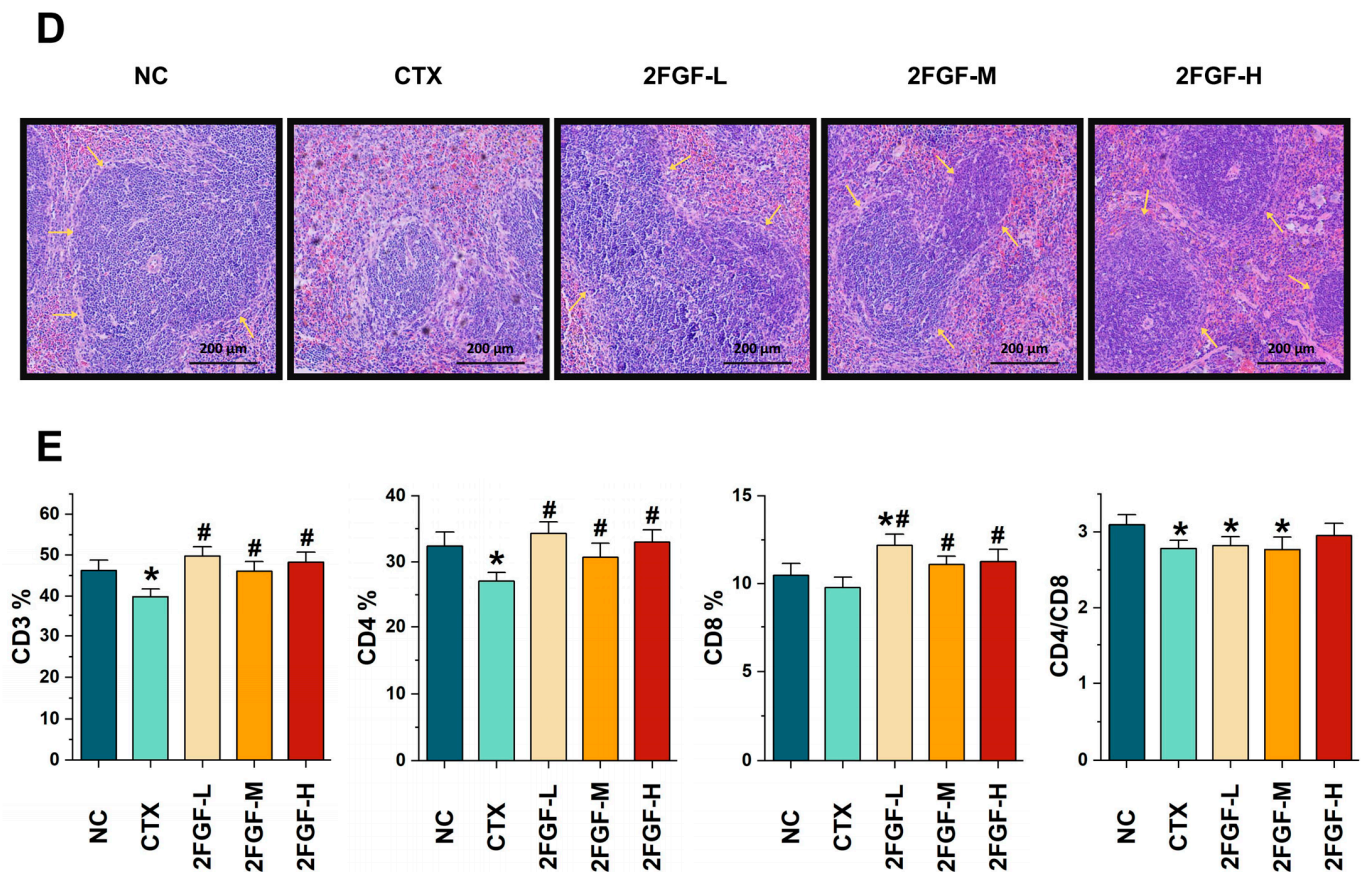 D
NC CTX 2FGF-L 2FGF-M 2FGF-H
200 μm 200 μm 200 μm 200 μm 200 μm
E
CD3 %
60
50
40
30
20
10
0
* # # #
NC CTX 2FGF-L 2FGF-M 2FGF-H
CD4 %
40
30
20
10
0
* # # #
NC CTX 2FGF-L 2FGF-M 2FGF-H
CD8 %
15
10
5
0
*# # #
NC CTX 2FGF-L 2FGF-M 2FGF-H
CD4/CD8
3
2
1
0
* * *
NC CTX 2FGF-L 2FGF-M 2FGF-H